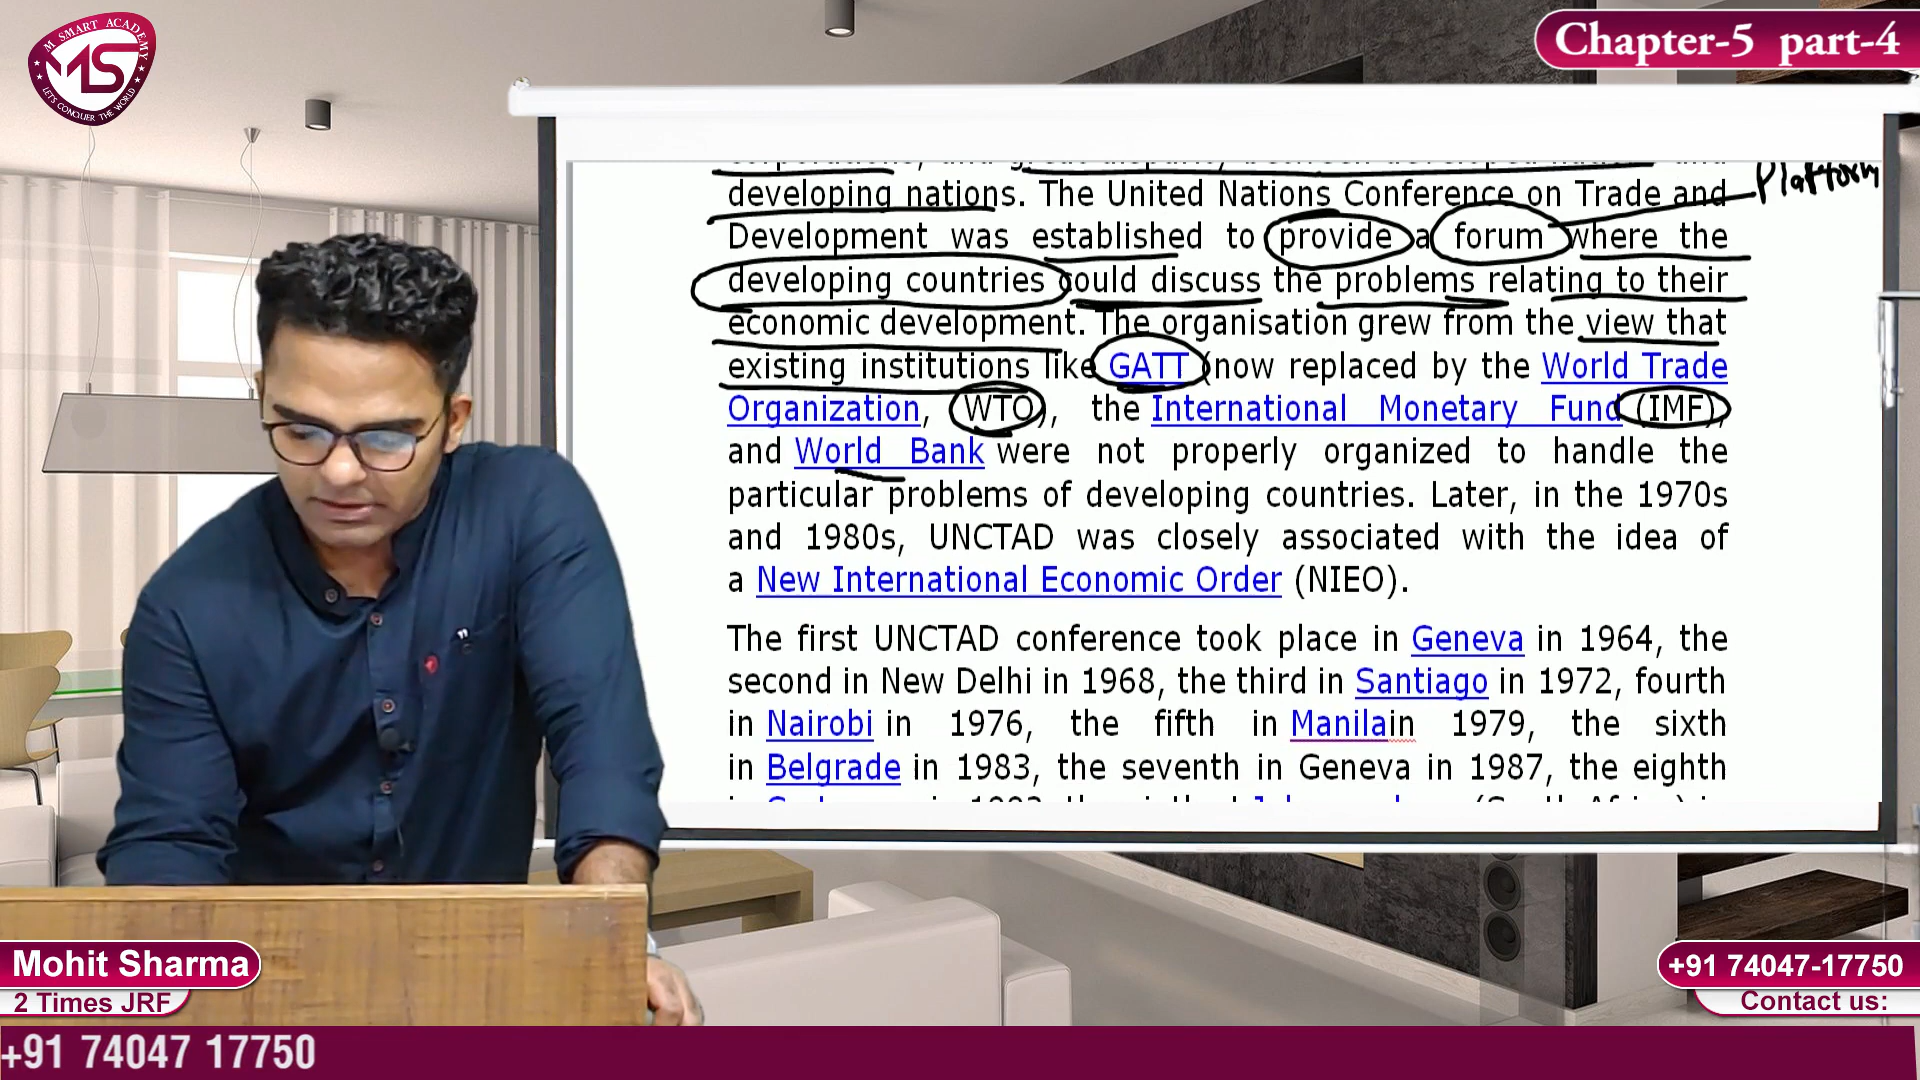 M SMART ACADEMY
MS
LET'S CONQUER THE WORLD
Chapter-5 part-4
developing nations. The United Nations Conference on Trade and
Platform
Development was established to provide a forum where the
developing countries could discuss the problems relating to their
economic development. The organisation grew from the view that
existing institutions like GATT (now replaced by the World Trade
Organization, (WTO), the International Monetary Fund (IMF),
and World Bank were not properly organized to handle the
particular problems of developing countries. Later, in the 1970s
and 1980s, UNCTAD was closely associated with the idea of
a New International Economic Order (NIEO).
The first UNCTAD conference took place in Geneva in 1964, the
second in New Delhi in 1968, the third in Santiago in 1972, fourth
in Nairobi in 1976, the fifth in Manilain 1979, the sixth
in Belgrade in 1983, the seventh in Geneva in 1987, the eighth
Mohit Sharma
2 Times JRF
+91 74047-17750
Contact us:
+91 74047 17750